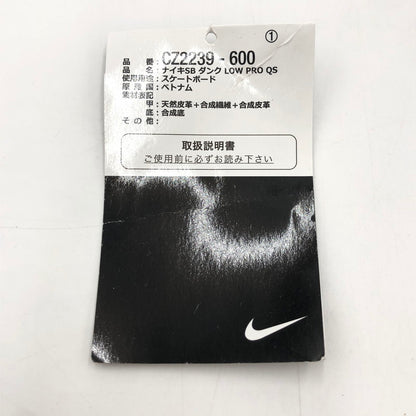 ①
品番: CZ2239-600
品名: ナイキSB ダンク LOW PRO QS
使用用途: スケートボード
原産国: ベトナム
素材表記
甲: 天然皮革+合成繊維+合成皮革
底: 合成底
その他:
取扱説明書
ご使用前に必ずお読み下さい